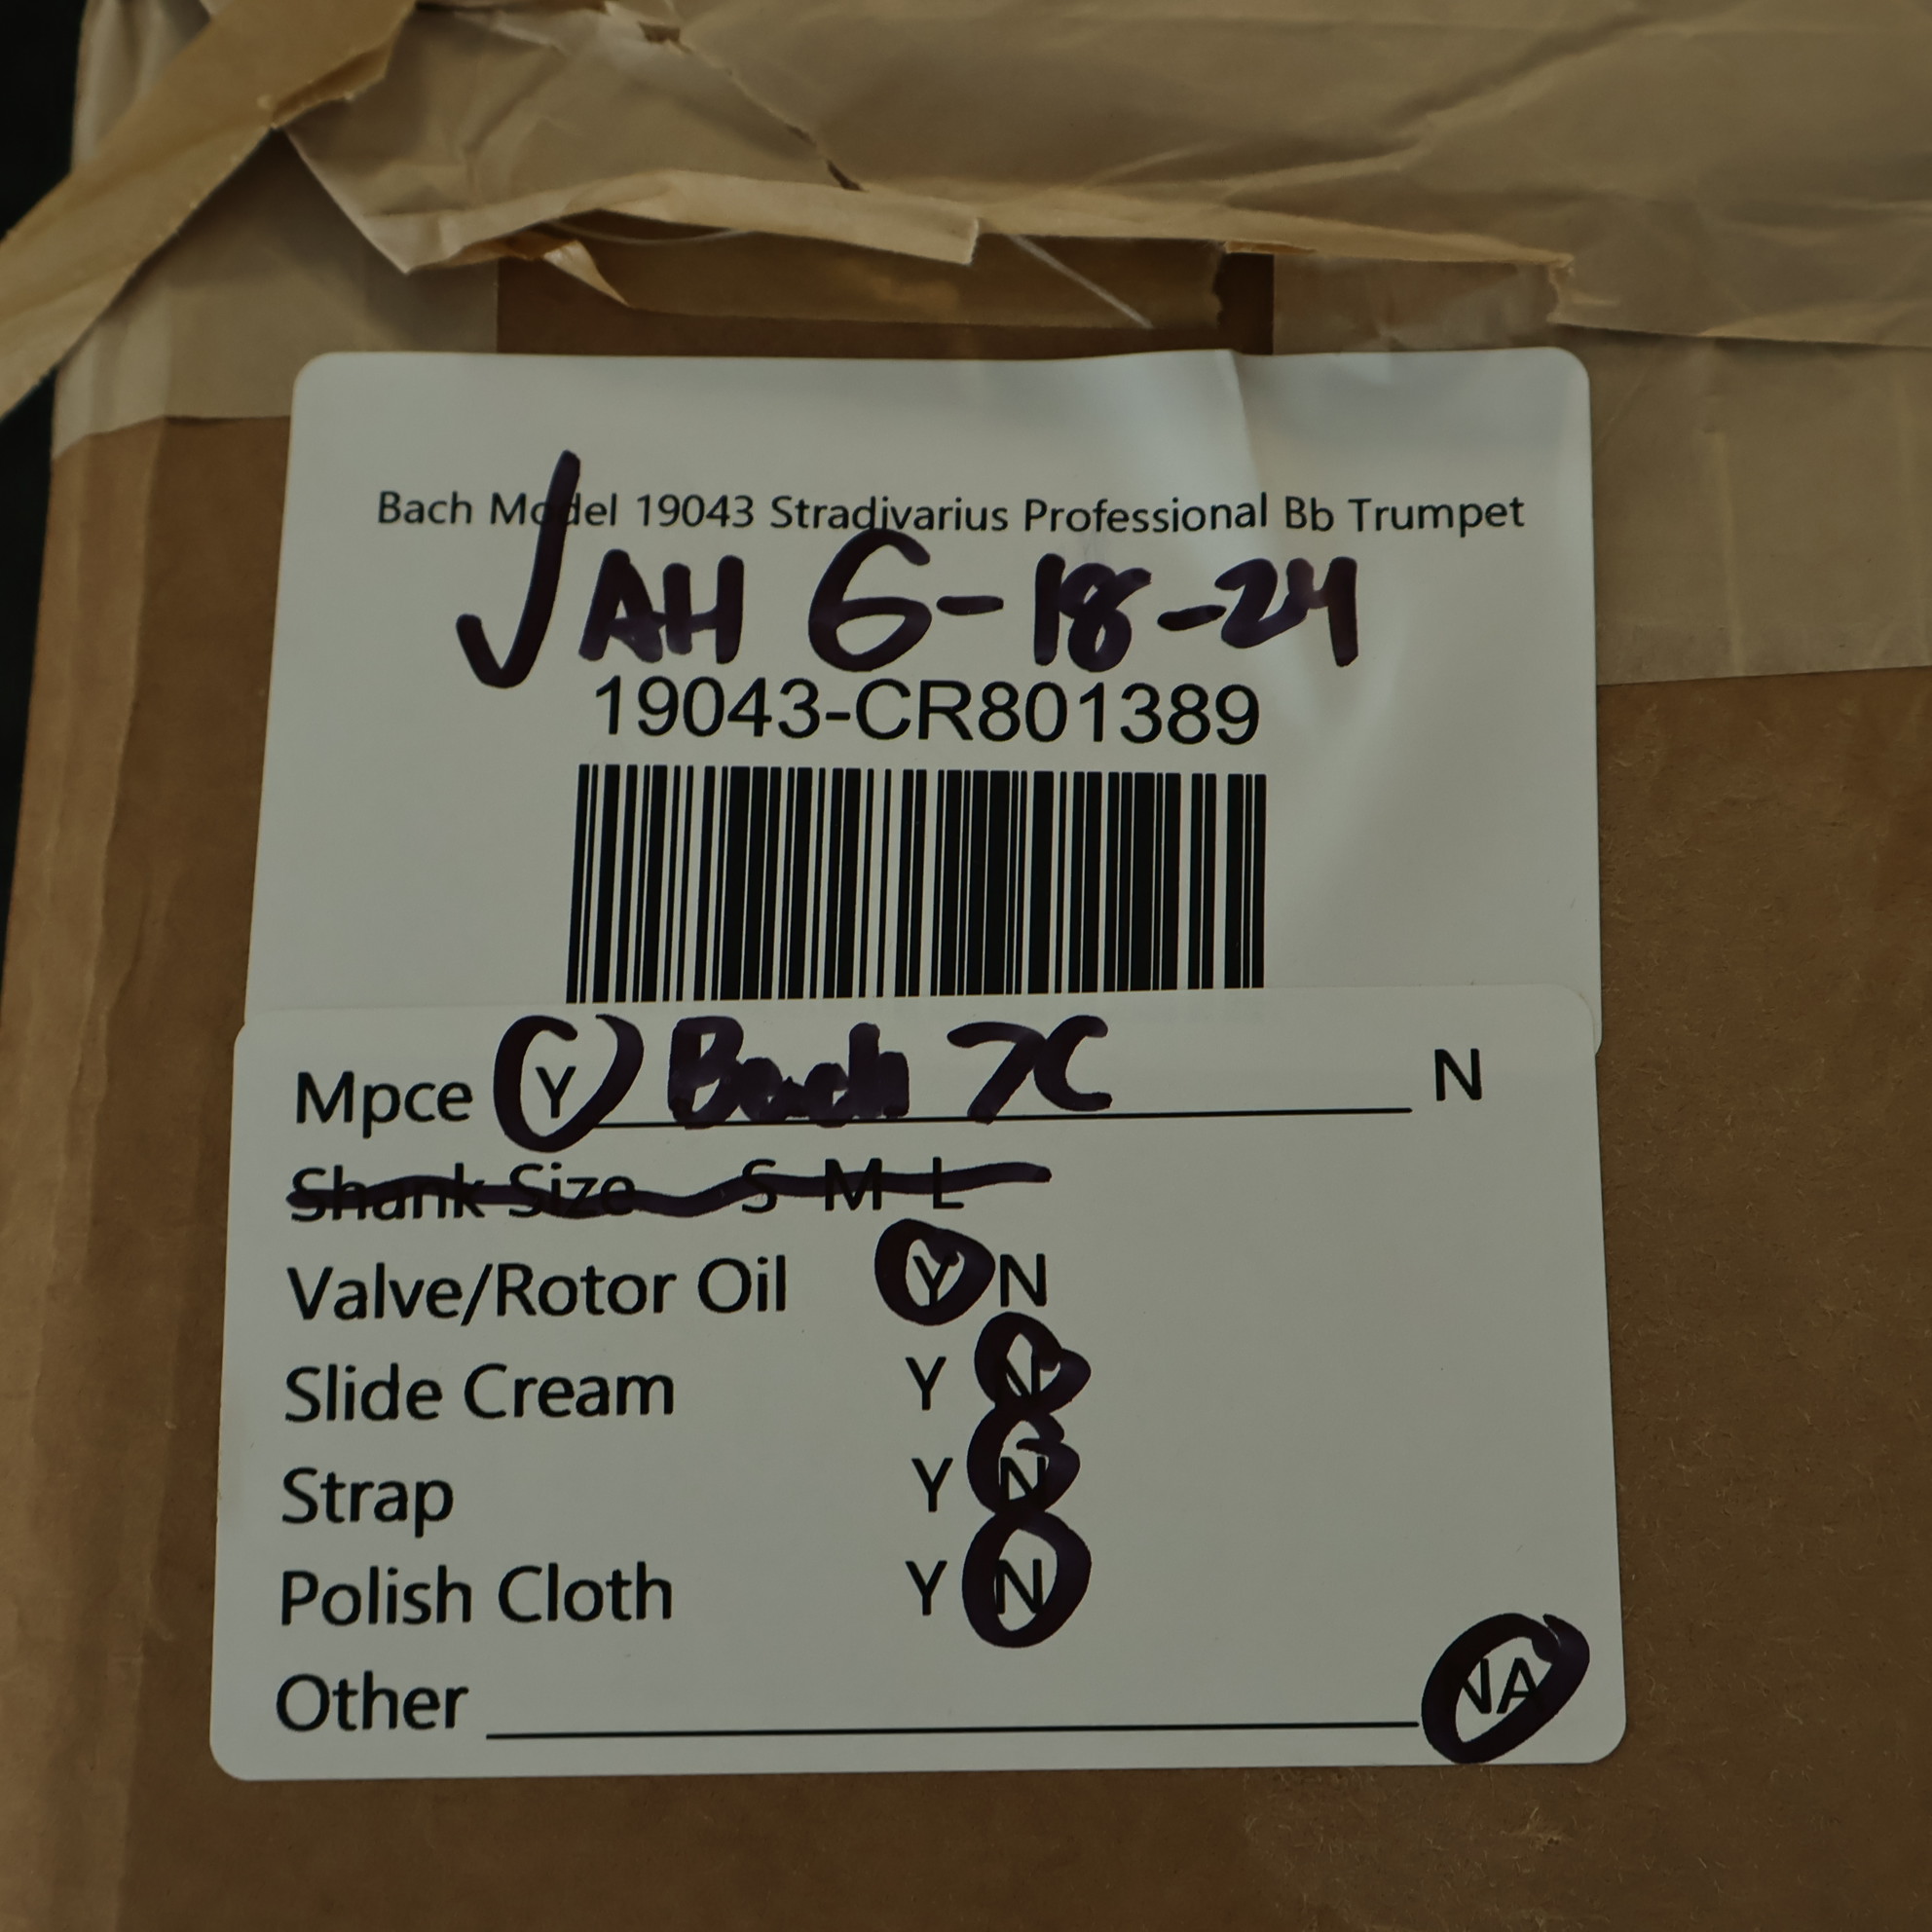 Bach Model 19043 Stradivarius Professional Bb Trumpet
✓ AH 6-18-24
19043-CR801389
Mpce Y Bach 7C N
Shank Size S M L
Valve/Rotor Oil Y N
Slide Cream Y N
Strap Y N
Polish Cloth Y N
Other NA